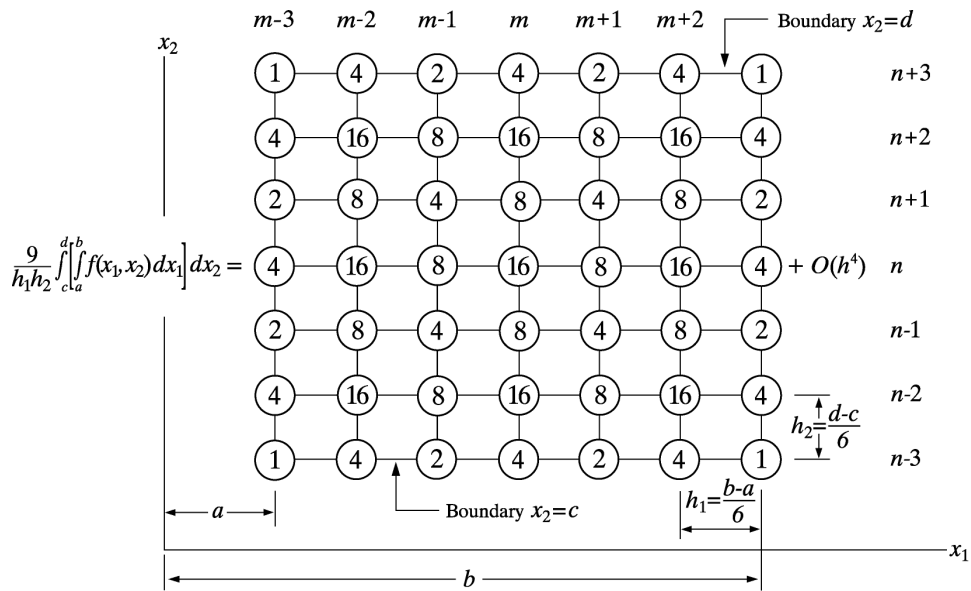 m-3 m-2 m-1 m m+1 m+2 Boundary x₂=d
x₂
1 4 2 4 2 4 1 n+3
4 16 8 16 8 16 4 n+2
2 8 4 8 4 8 2 n+1
9/h₁h₂ ∫_c^d[∫_a^b f(x₁,x₂)dx₁]dx₂ = 4 16 8 16 8 16 4 + O(h⁴) n
2 8 4 8 4 8 2 n-1
4 16 8 16 8 16 4 n-2
h₂=d-c/6
1 4 2 4 2 4 1 n-3
a Boundary x₂=c h₁=b-a/6
x₁
b